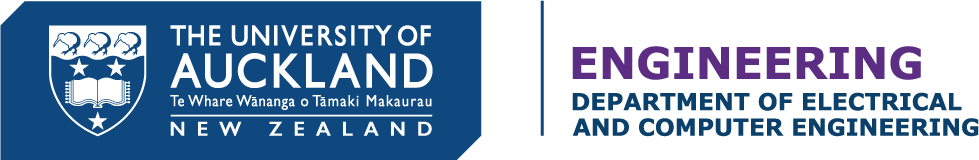 THE UNIVERSITY OF
AUCKLAND
Te Whare Wānanga o Tāmaki Makaurau
NEW ZEALAND
ENGINEERING
DEPARTMENT OF ELECTRICAL
AND COMPUTER ENGINEERING